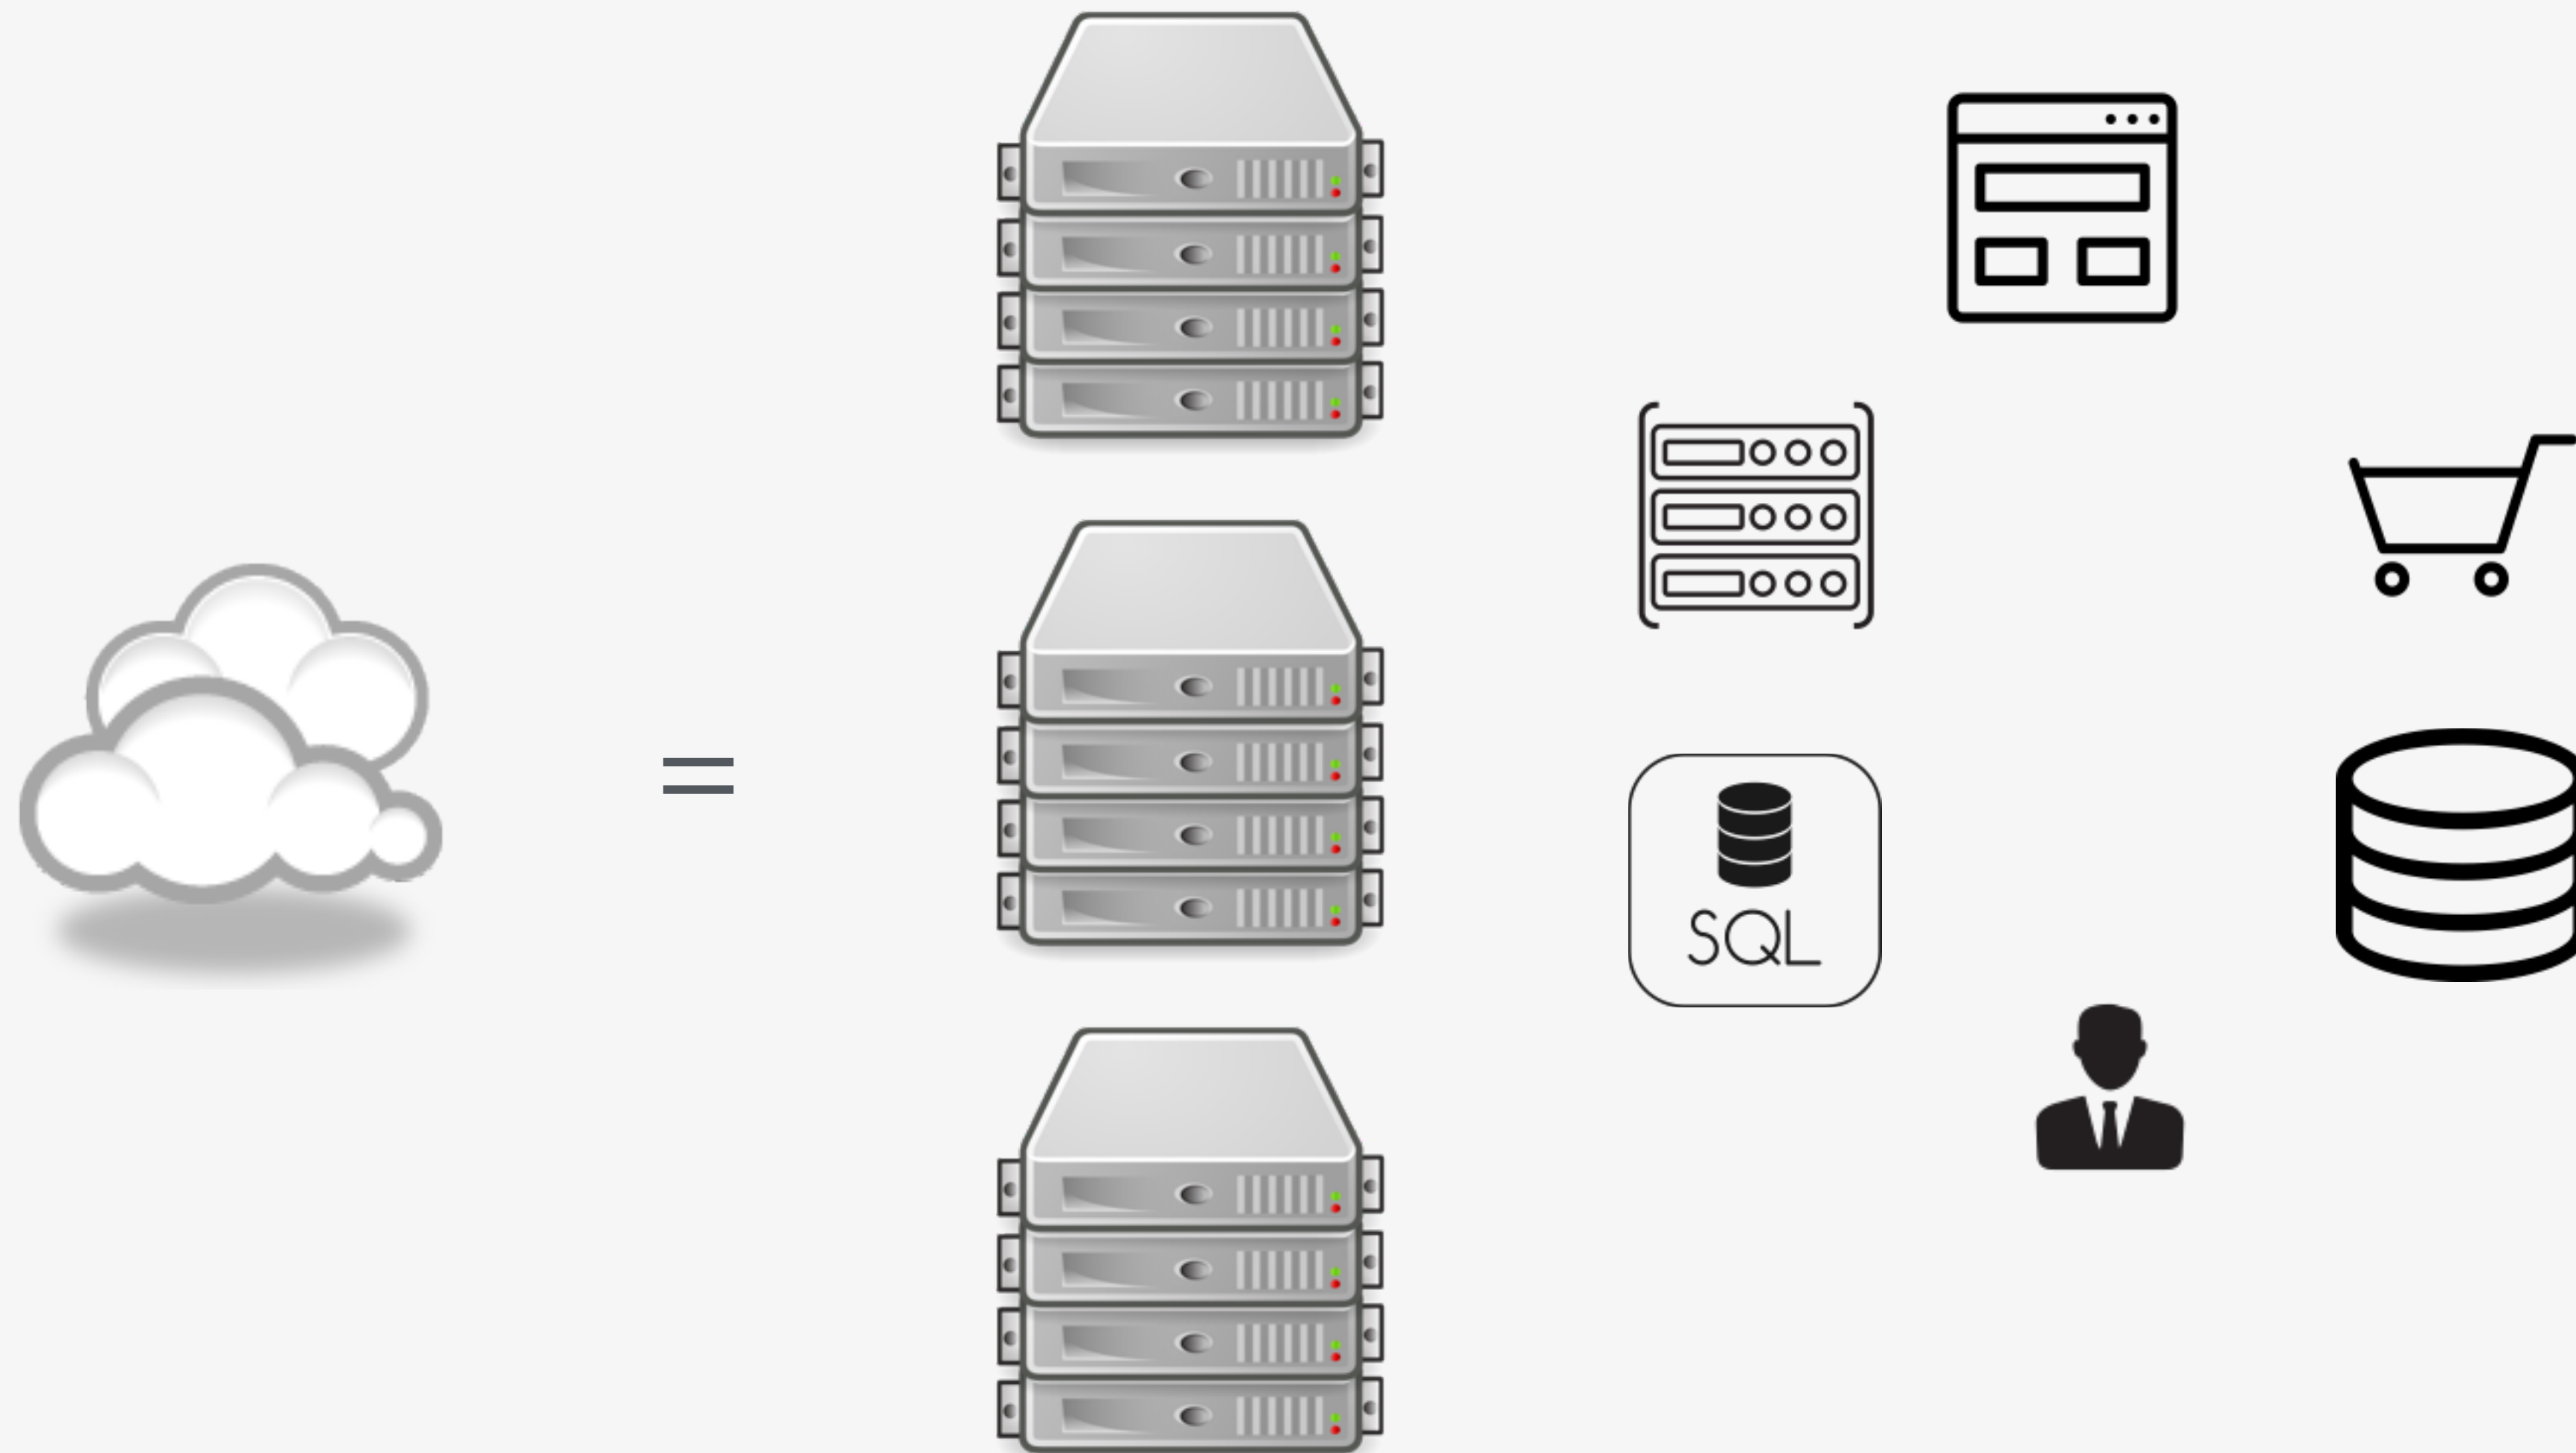 =
SQL